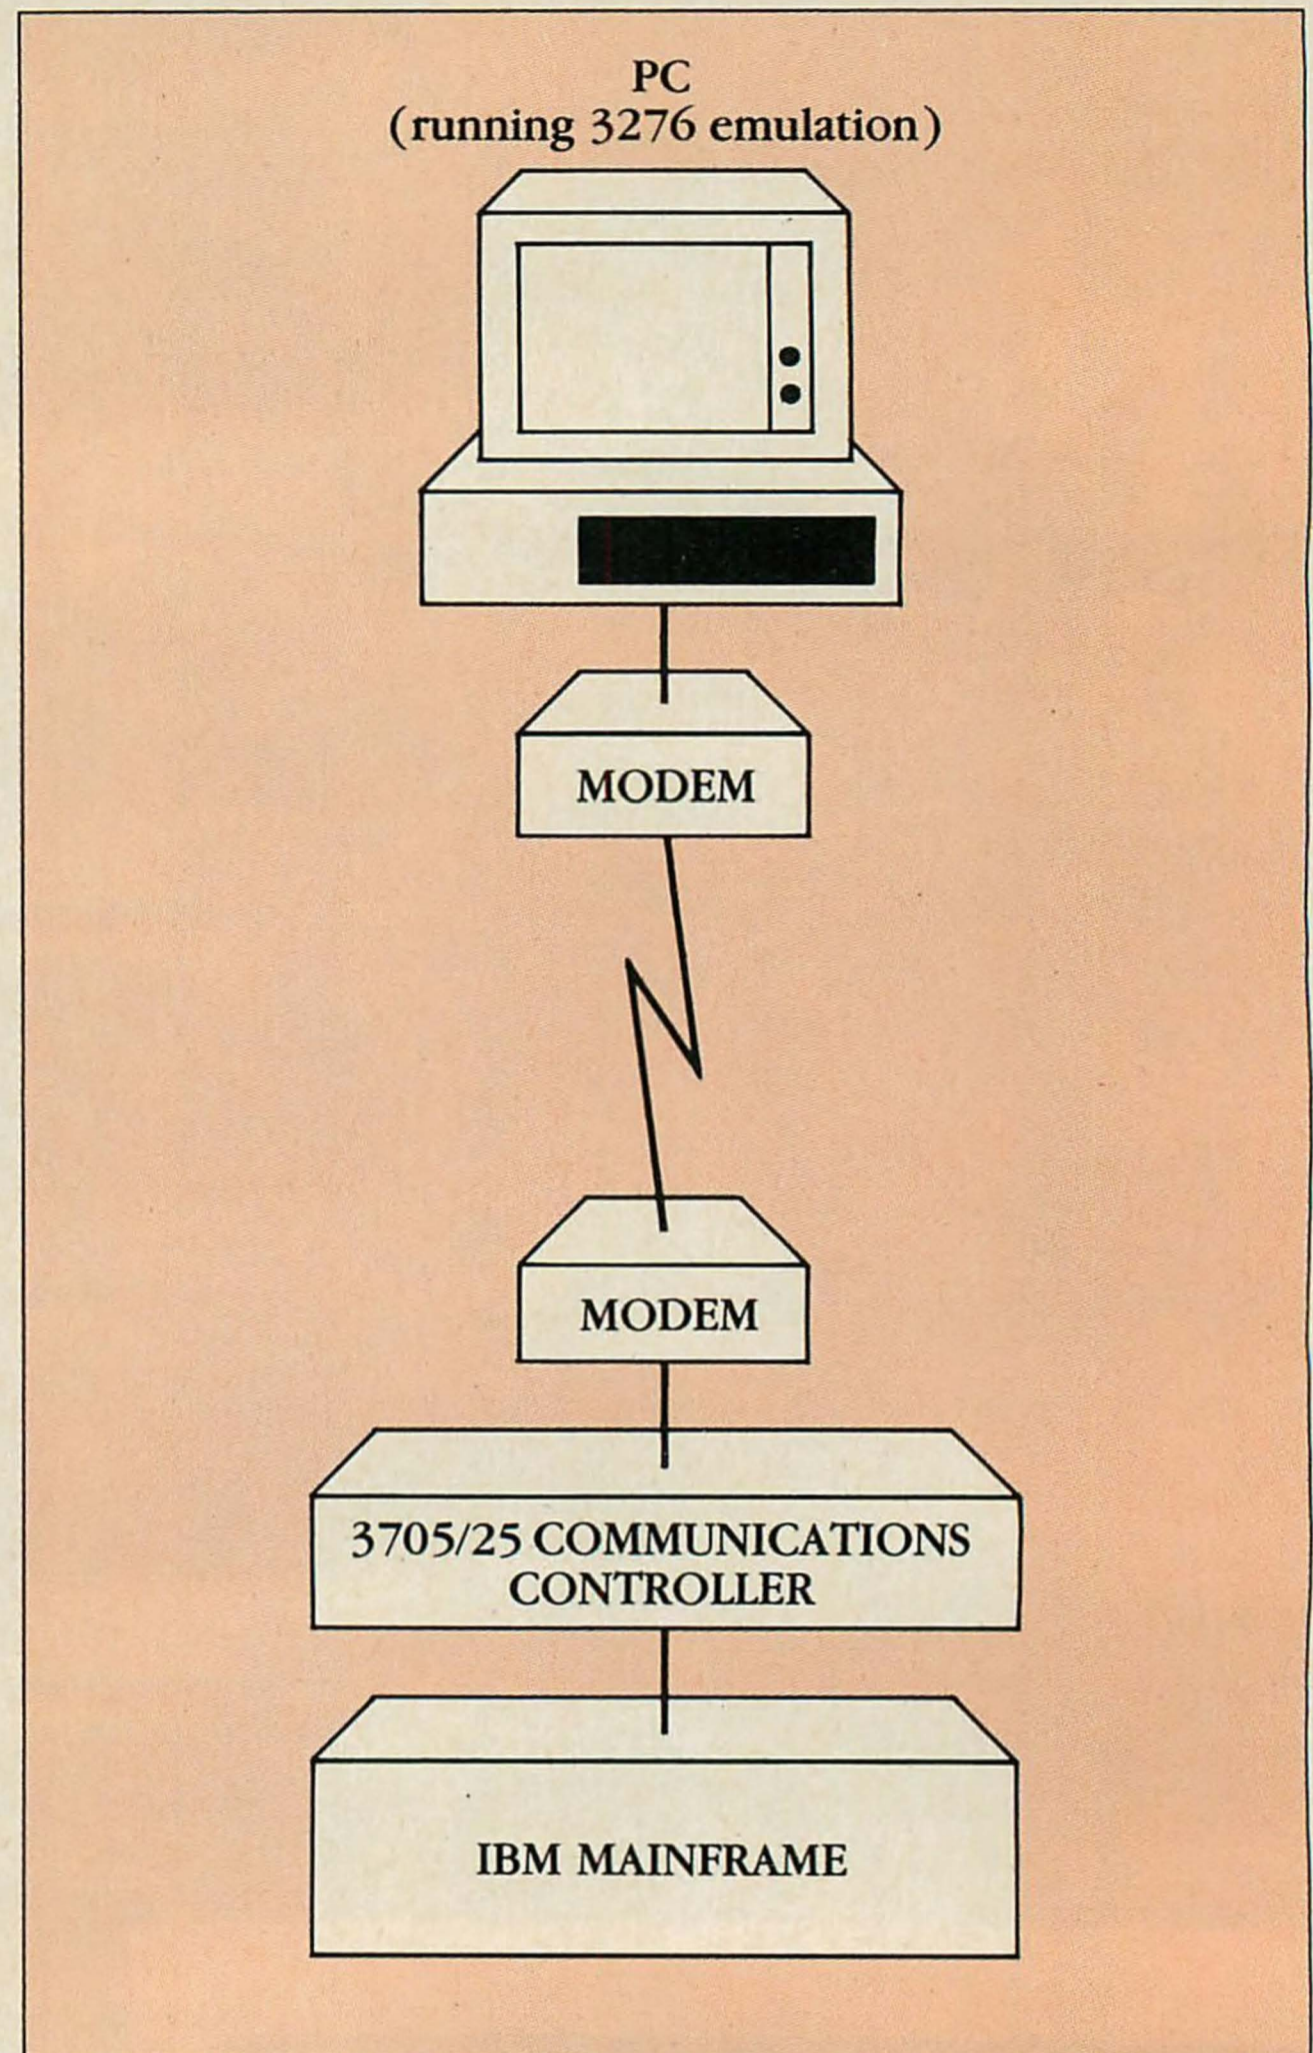 PC
(running 3276 emulation)
MODEM
MODEM
3705/25 COMMUNICATIONS
CONTROLLER
IBM MAINFRAME